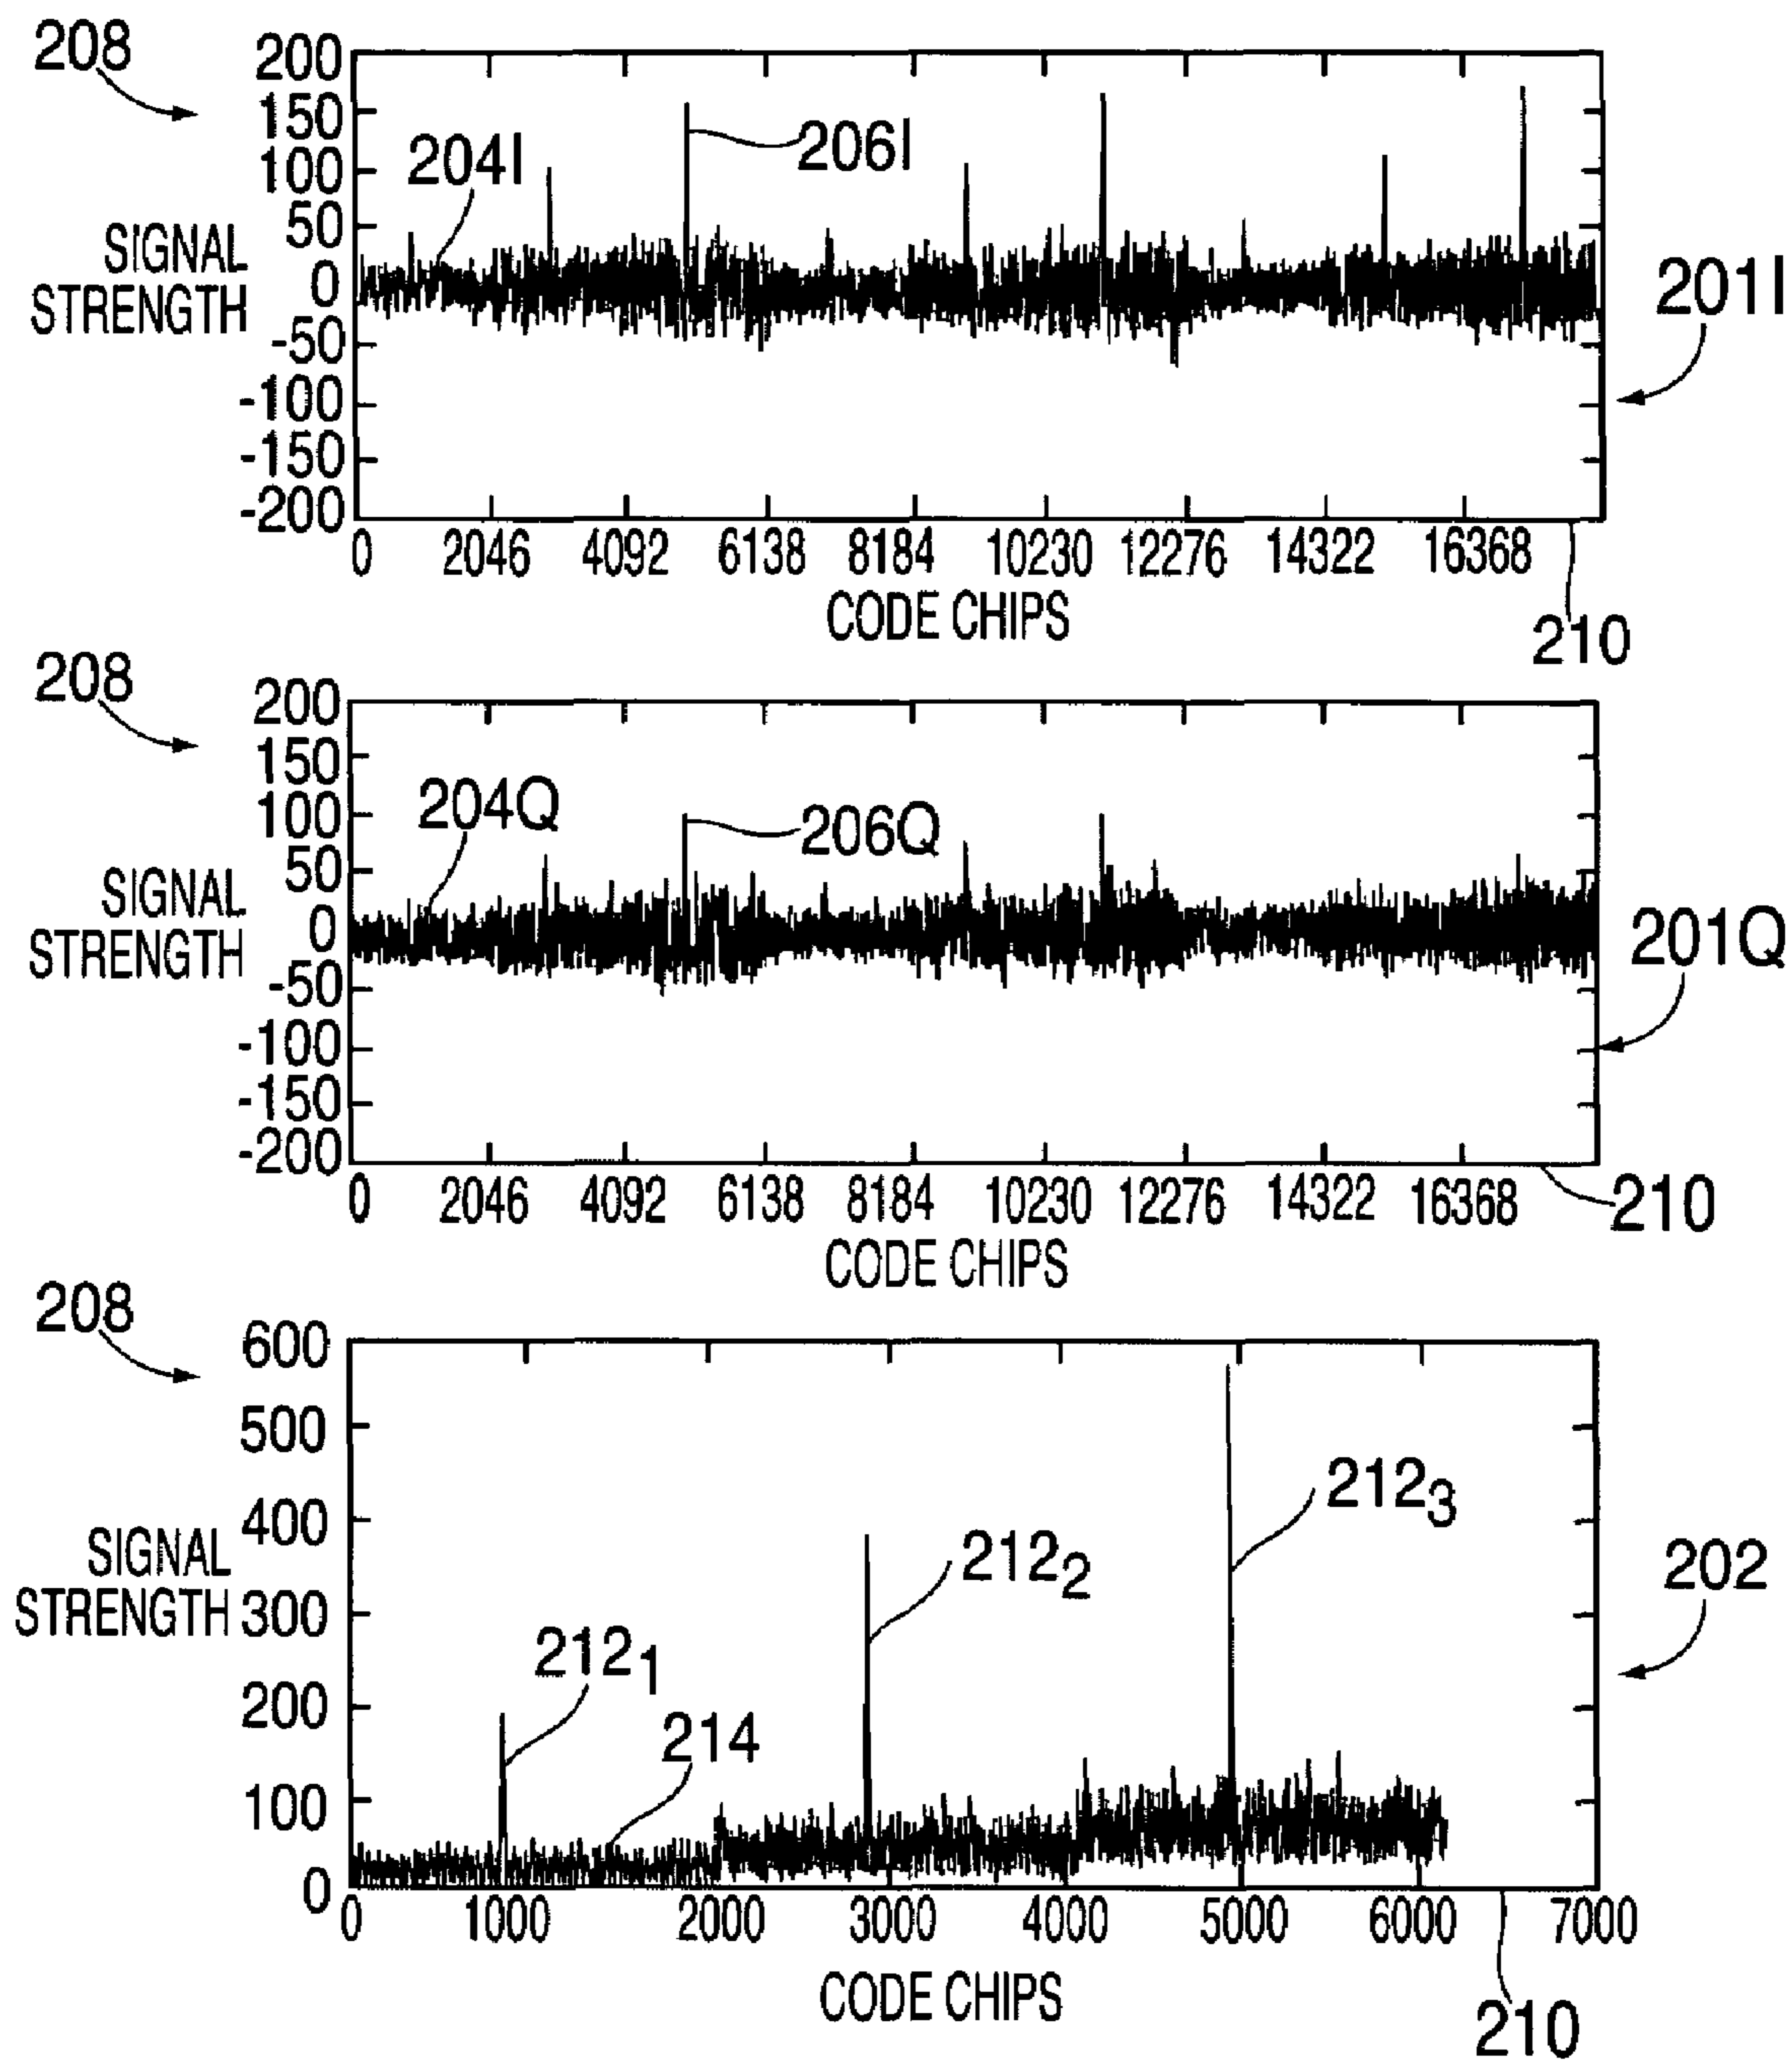 208
200
150
100
50
0
-50
-100
-150
-200
SIGNAL
STRENGTH
204I
206I
201I
0 2046 4092 6138 8184 10230 12276 14322 16368
CODE CHIPS
210
208
200
150
100
50
0
-50
-100
-150
-200
SIGNAL
STRENGTH
204Q
206Q
201Q
0 2046 4092 6138 8184 10230 12276 14322 16368
210
CODE CHIPS
208
600
500
400
300
200
100
0
SIGNAL
STRENGTH
212₃
212₂
202
212₁
214
0 1000 2000 3000 4000 5000 6000 7000
CODE CHIPS
210